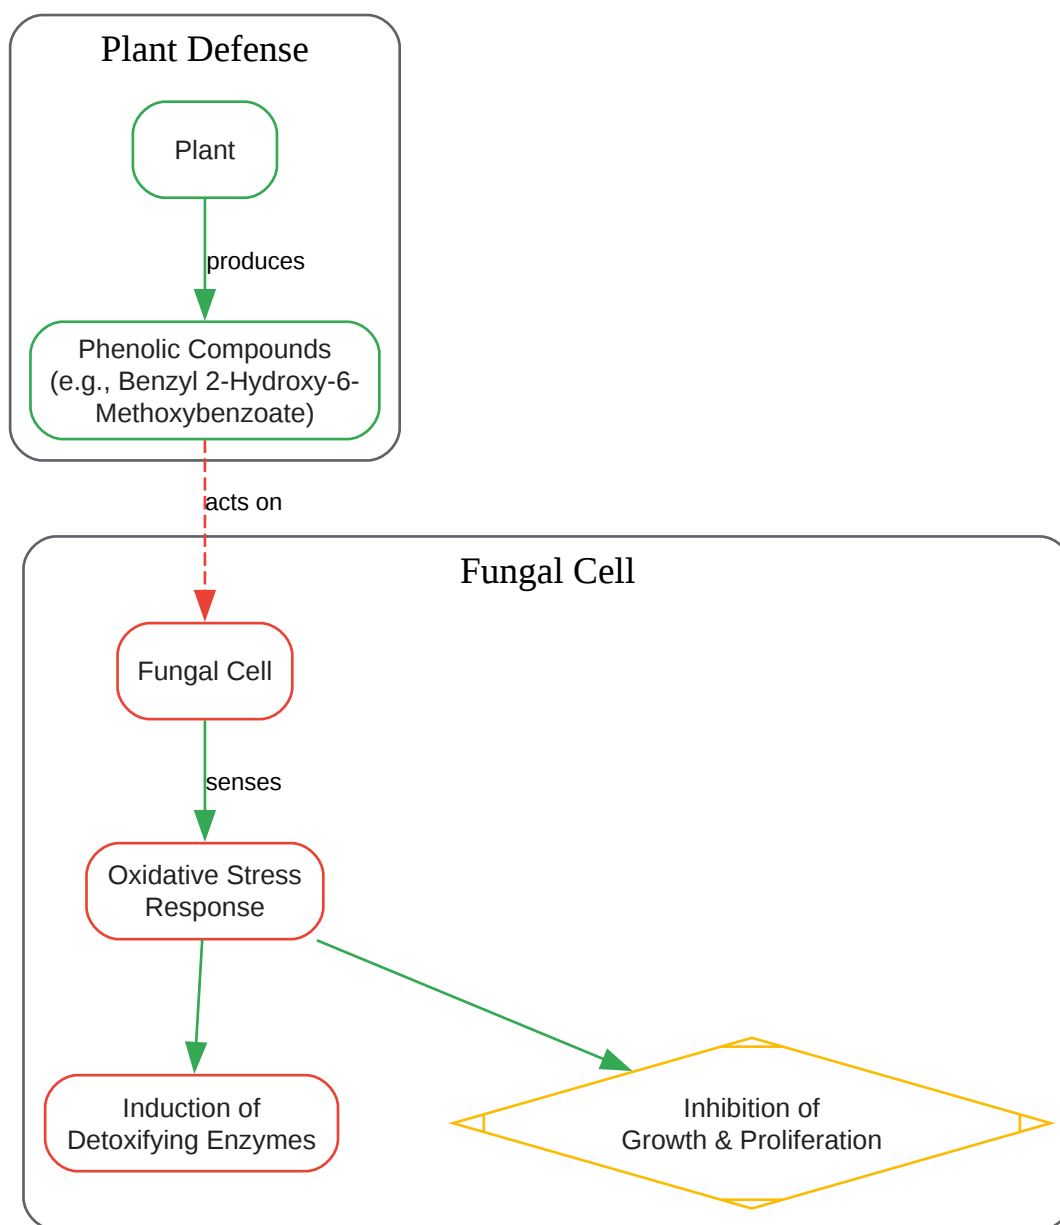 Plant Defense
Plant
produces
Phenolic Compounds
(e.g., Benzyl 2-Hydroxy-6-
Methoxybenzoate)
acts on
Fungal Cell
Fungal Cell
senses
Oxidative Stress
Response
Induction of
Detoxifying Enzymes
Inhibition of
Growth & Proliferation